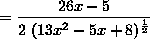 = \frac{26x - 5}{2 \left(13x^2 - 5x + 8\right)^{\frac{1}{2}}}